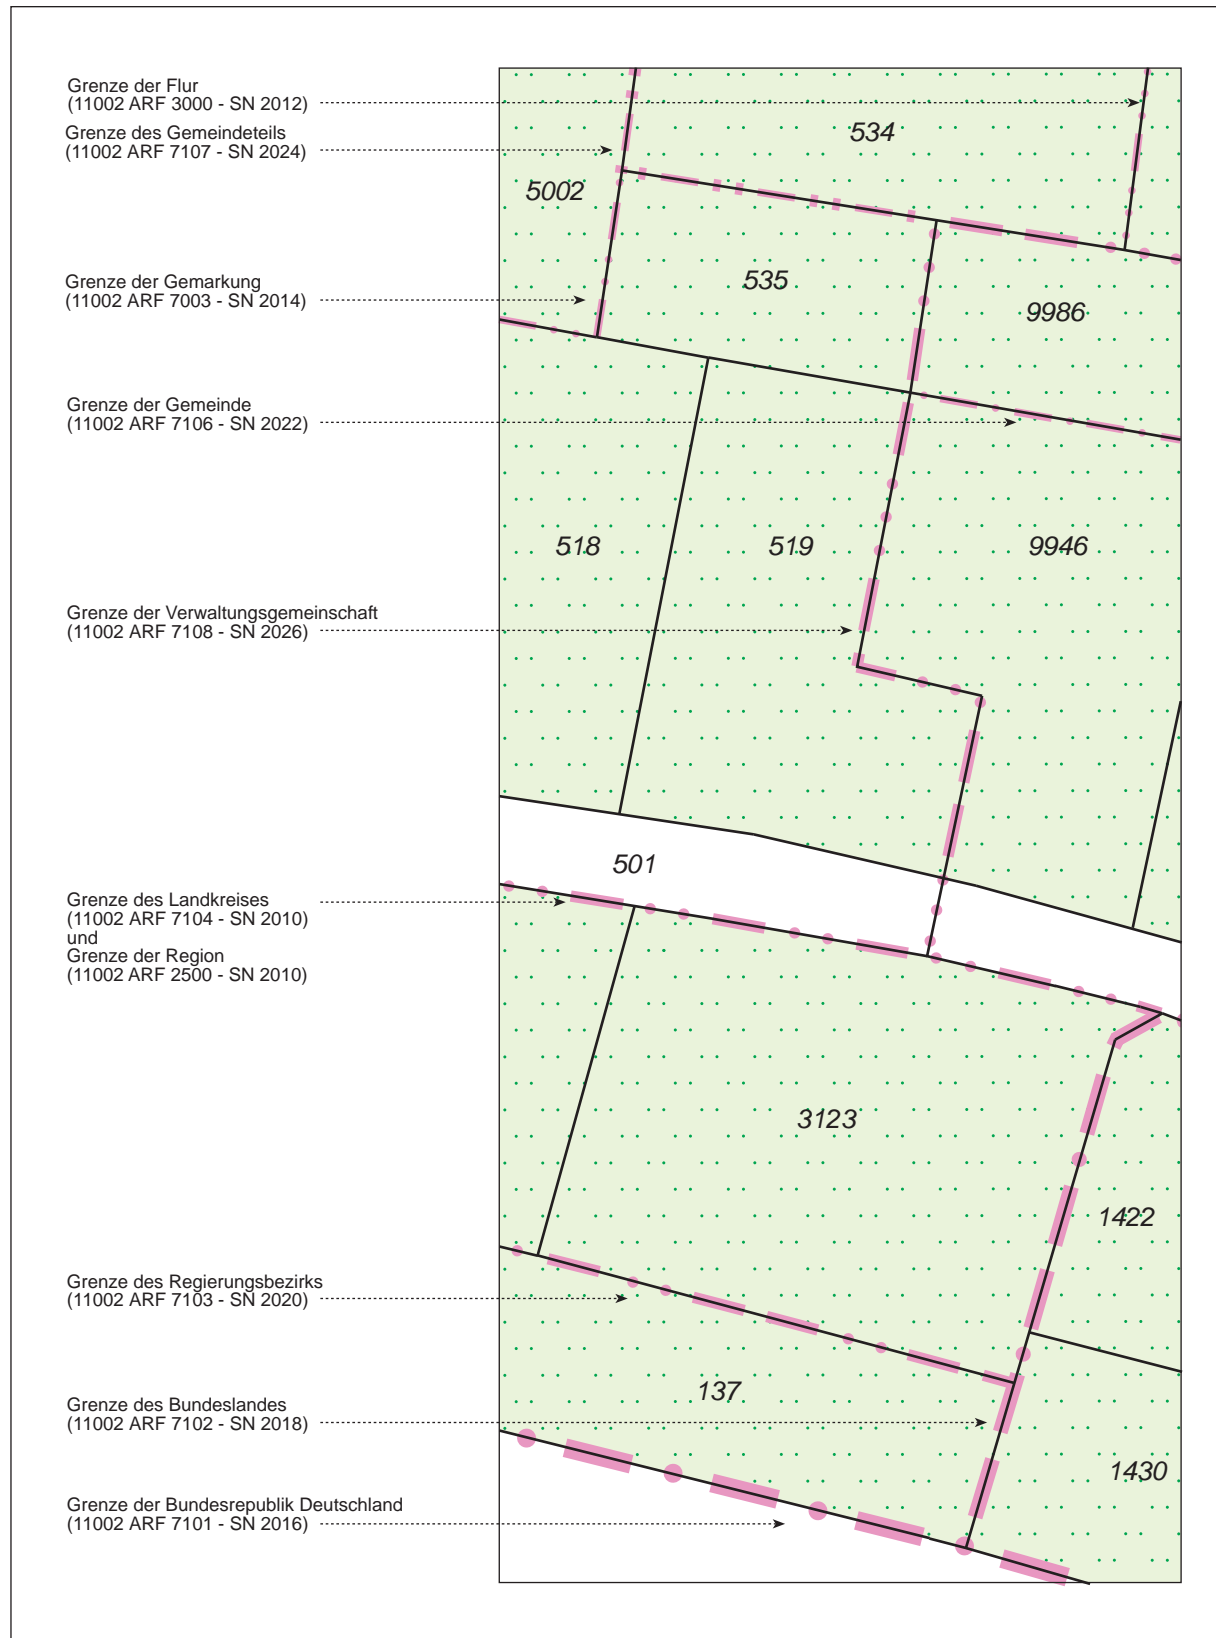 Grenze der Flur
(11002 ARF 3000 - SN 2012)
Grenze des Gemeindeteils
(11002 ARF 7107 - SN 2024)
Grenze der Gemarkung
(11002 ARF 7003 - SN 2014)
Grenze der Gemeinde
(11002 ARF 7106 - SN 2022)
Grenze der Verwaltungsgemeinschaft
(11002 ARF 7108 - SN 2026)
Grenze des Landkreises
(11002 ARF 7104 - SN 2010)
und
Grenze der Region
(11002 ARF 2500 - SN 2010)
Grenze des Regierungsbezirks
(11002 ARF 7103 - SN 2020)
Grenze des Bundeslandes
(11002 ARF 7102 - SN 2018)
Grenze der Bundesrepublik Deutschland
(11002 ARF 7101 - SN 2016)
534
5002
535
9986
518
519
9946
501
3123
1422
137
1430